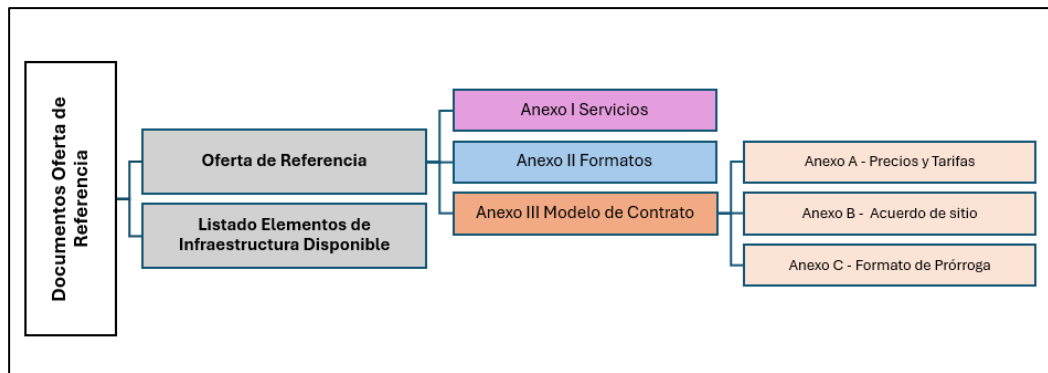 Documentos Oferta de
Referencia
Oferta de Referencia
Listado Elementos de
Infraestructura Disponible
Anexo I Servicios
Anexo II Formatos
Anexo III Modelo de Contrato
Anexo A - Precios y Tarifas
Anexo B - Acuerdo de sitio
Anexo C - Formato de Prórroga